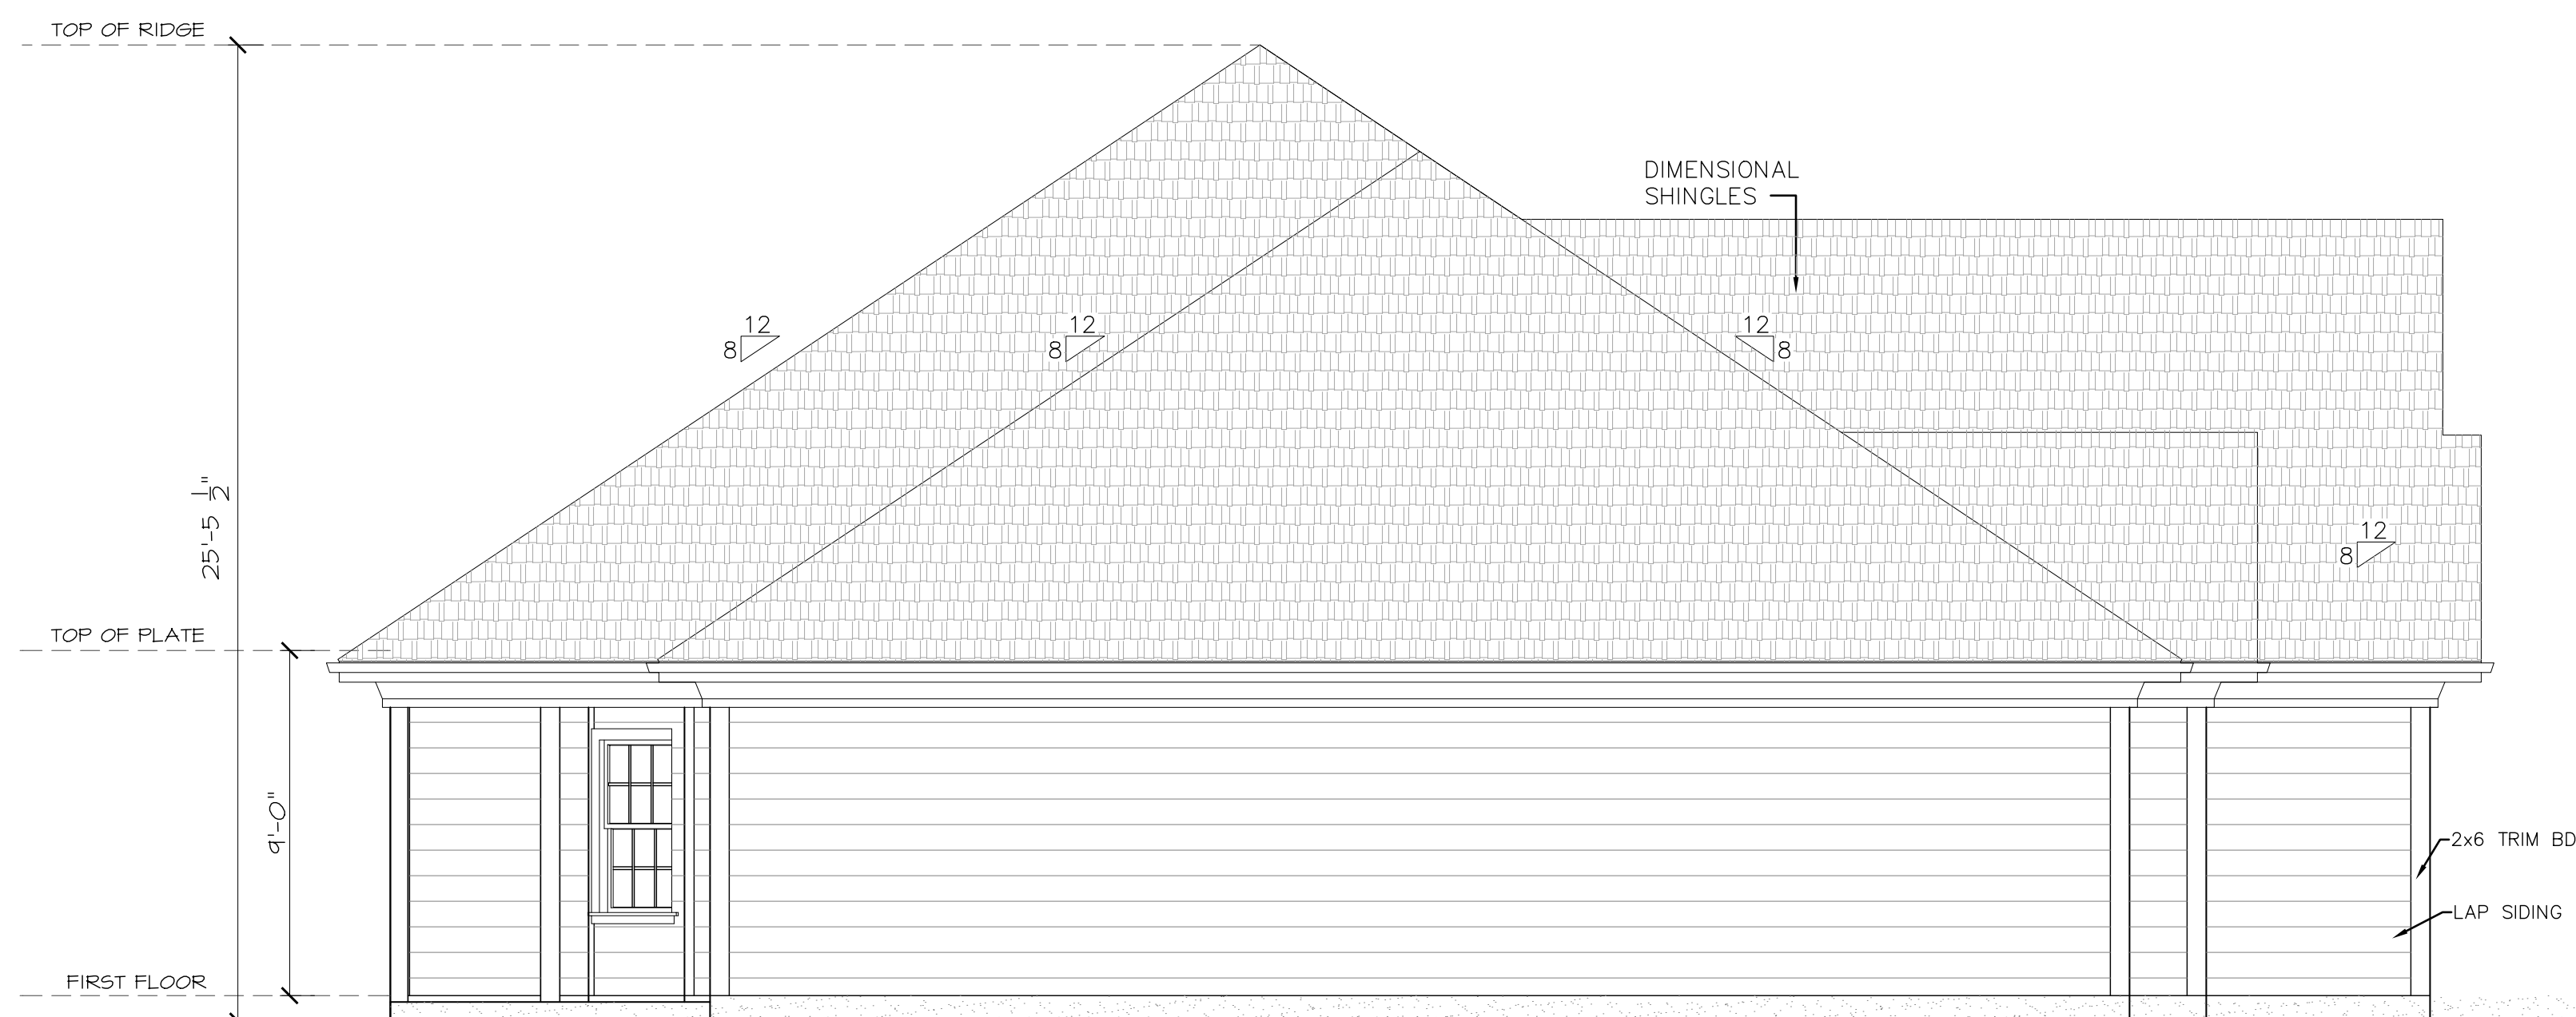 TOP OF RIDGE
DIMENSIONAL
SHINGLES
12
8
12
8
12
8
25'-5 1/2"
12
8
TOP OF PLATE
9'-0"
2x6 TRIM BD
LAP SIDING
FIRST FLOOR